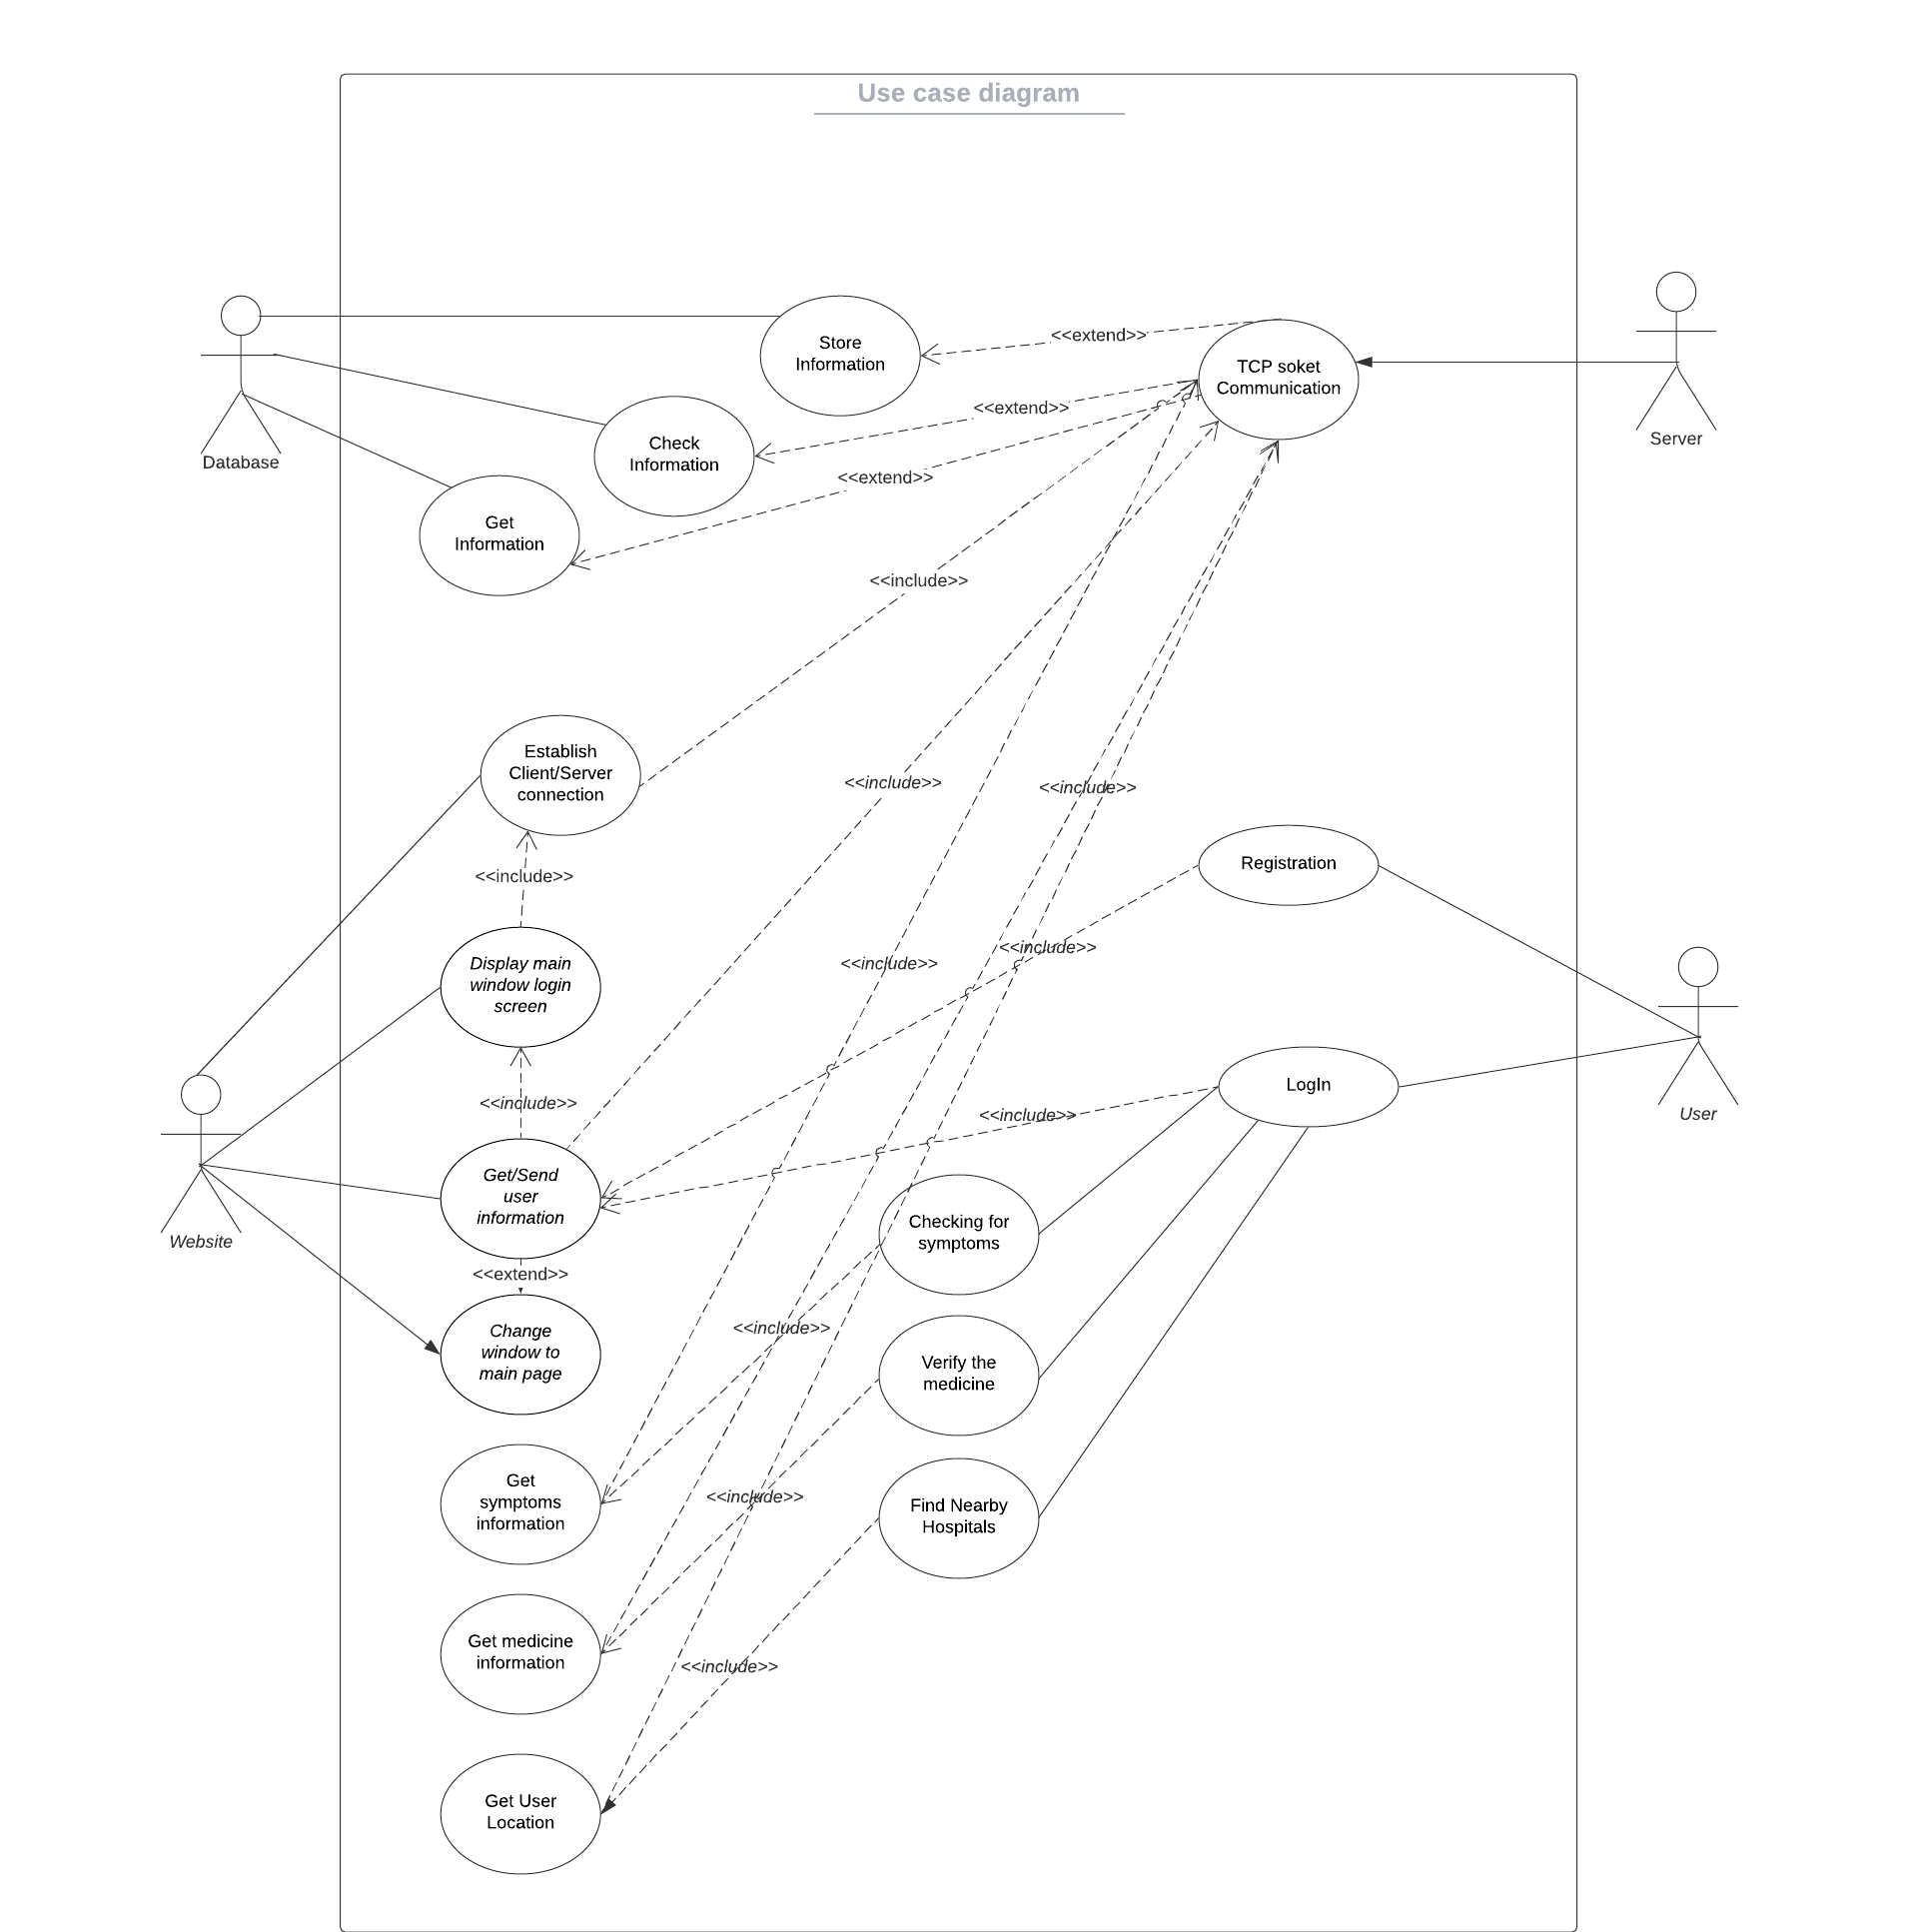 Use case diagram
Store
Information
<<extend>>
TCP soket
Communication
Server
Database
Check
Information
<<extend>>
<<extend>>
Get
Information
<<include>>
Establish
Client/Server
connection
<<include>>
<<include>>
<<include>>
Registration
<<include>>
<<include>>
Display main
window login
screen
User
<<include>>
<<include>>
LogIn
Get/Send
user
information
Website
Checking for
symptoms
<<extend>>
Change
window to
main page
<<include>>
Verify the
medicine
Get
symptoms
information
<<include>>
Find Nearby
Hospitals
Get medicine
information
<<include>>
Get User
Location